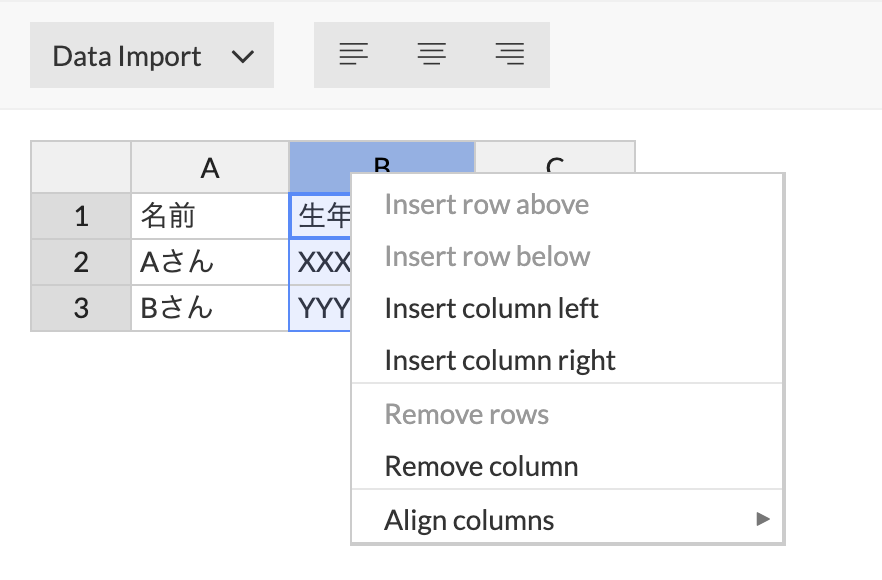 Data Import
A B C
1 名前 生年
2 Aさん XXX
3 Bさん YYY
Insert row above
Insert row below
Insert column left
Insert column right
Remove rows
Remove column
Align columns